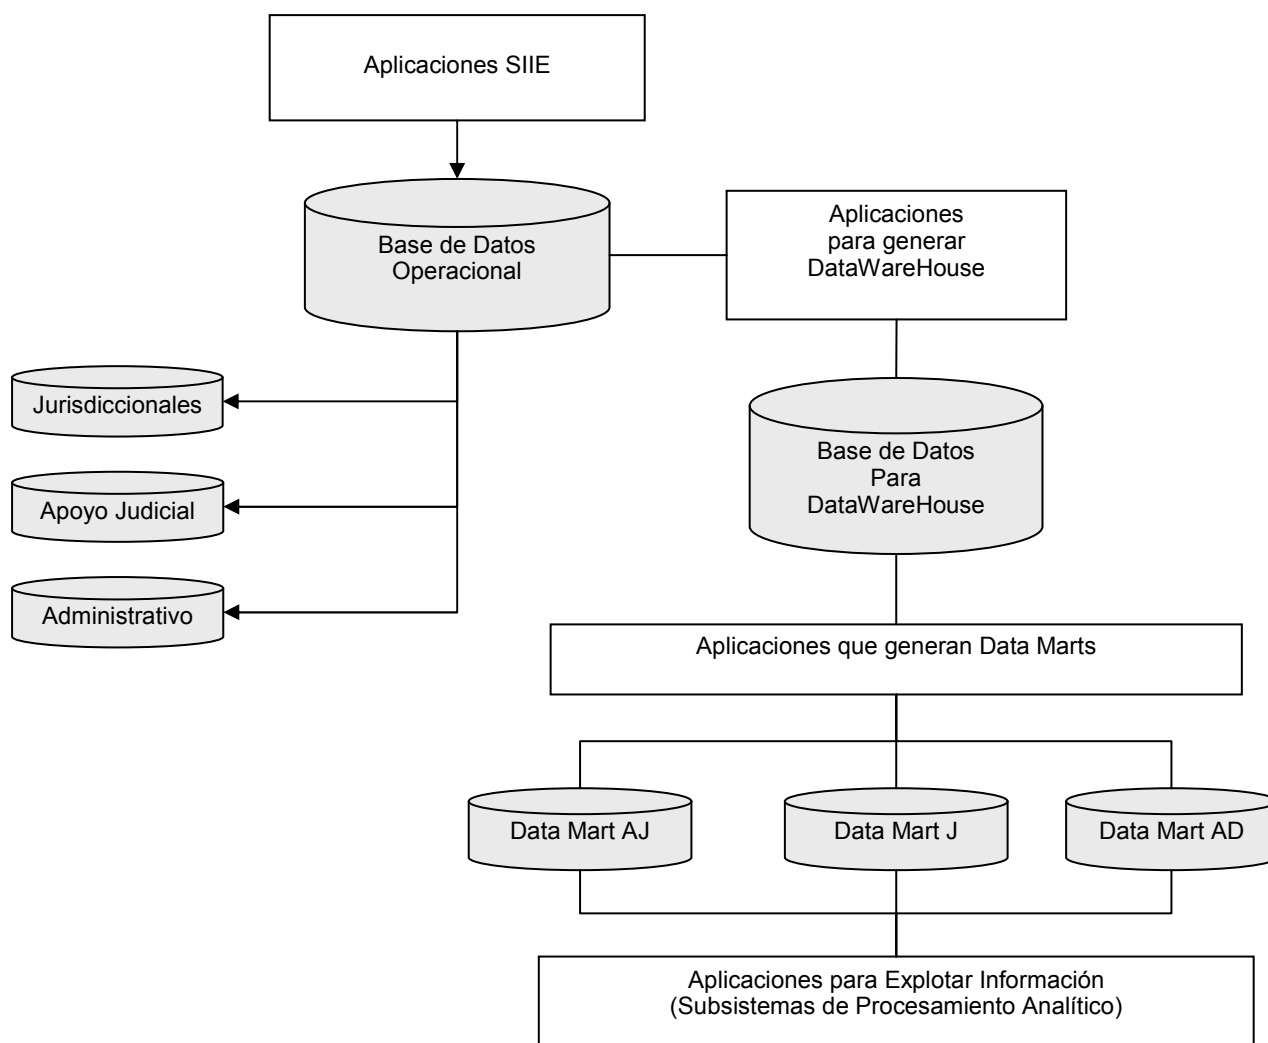 Aplicaciones SIIE
Base de Datos
Operacional
Aplicaciones
para generar
DataWareHouse
Jurisdiccionales
Apoyo Judicial
Administrativo
Base de Datos
Para
DataWareHouse
Aplicaciones que generan Data Marts
Data Mart AJ
Data Mart J
Data Mart AD
Aplicaciones para Explotar Información
(Subsistemas de Procesamiento Analítico)